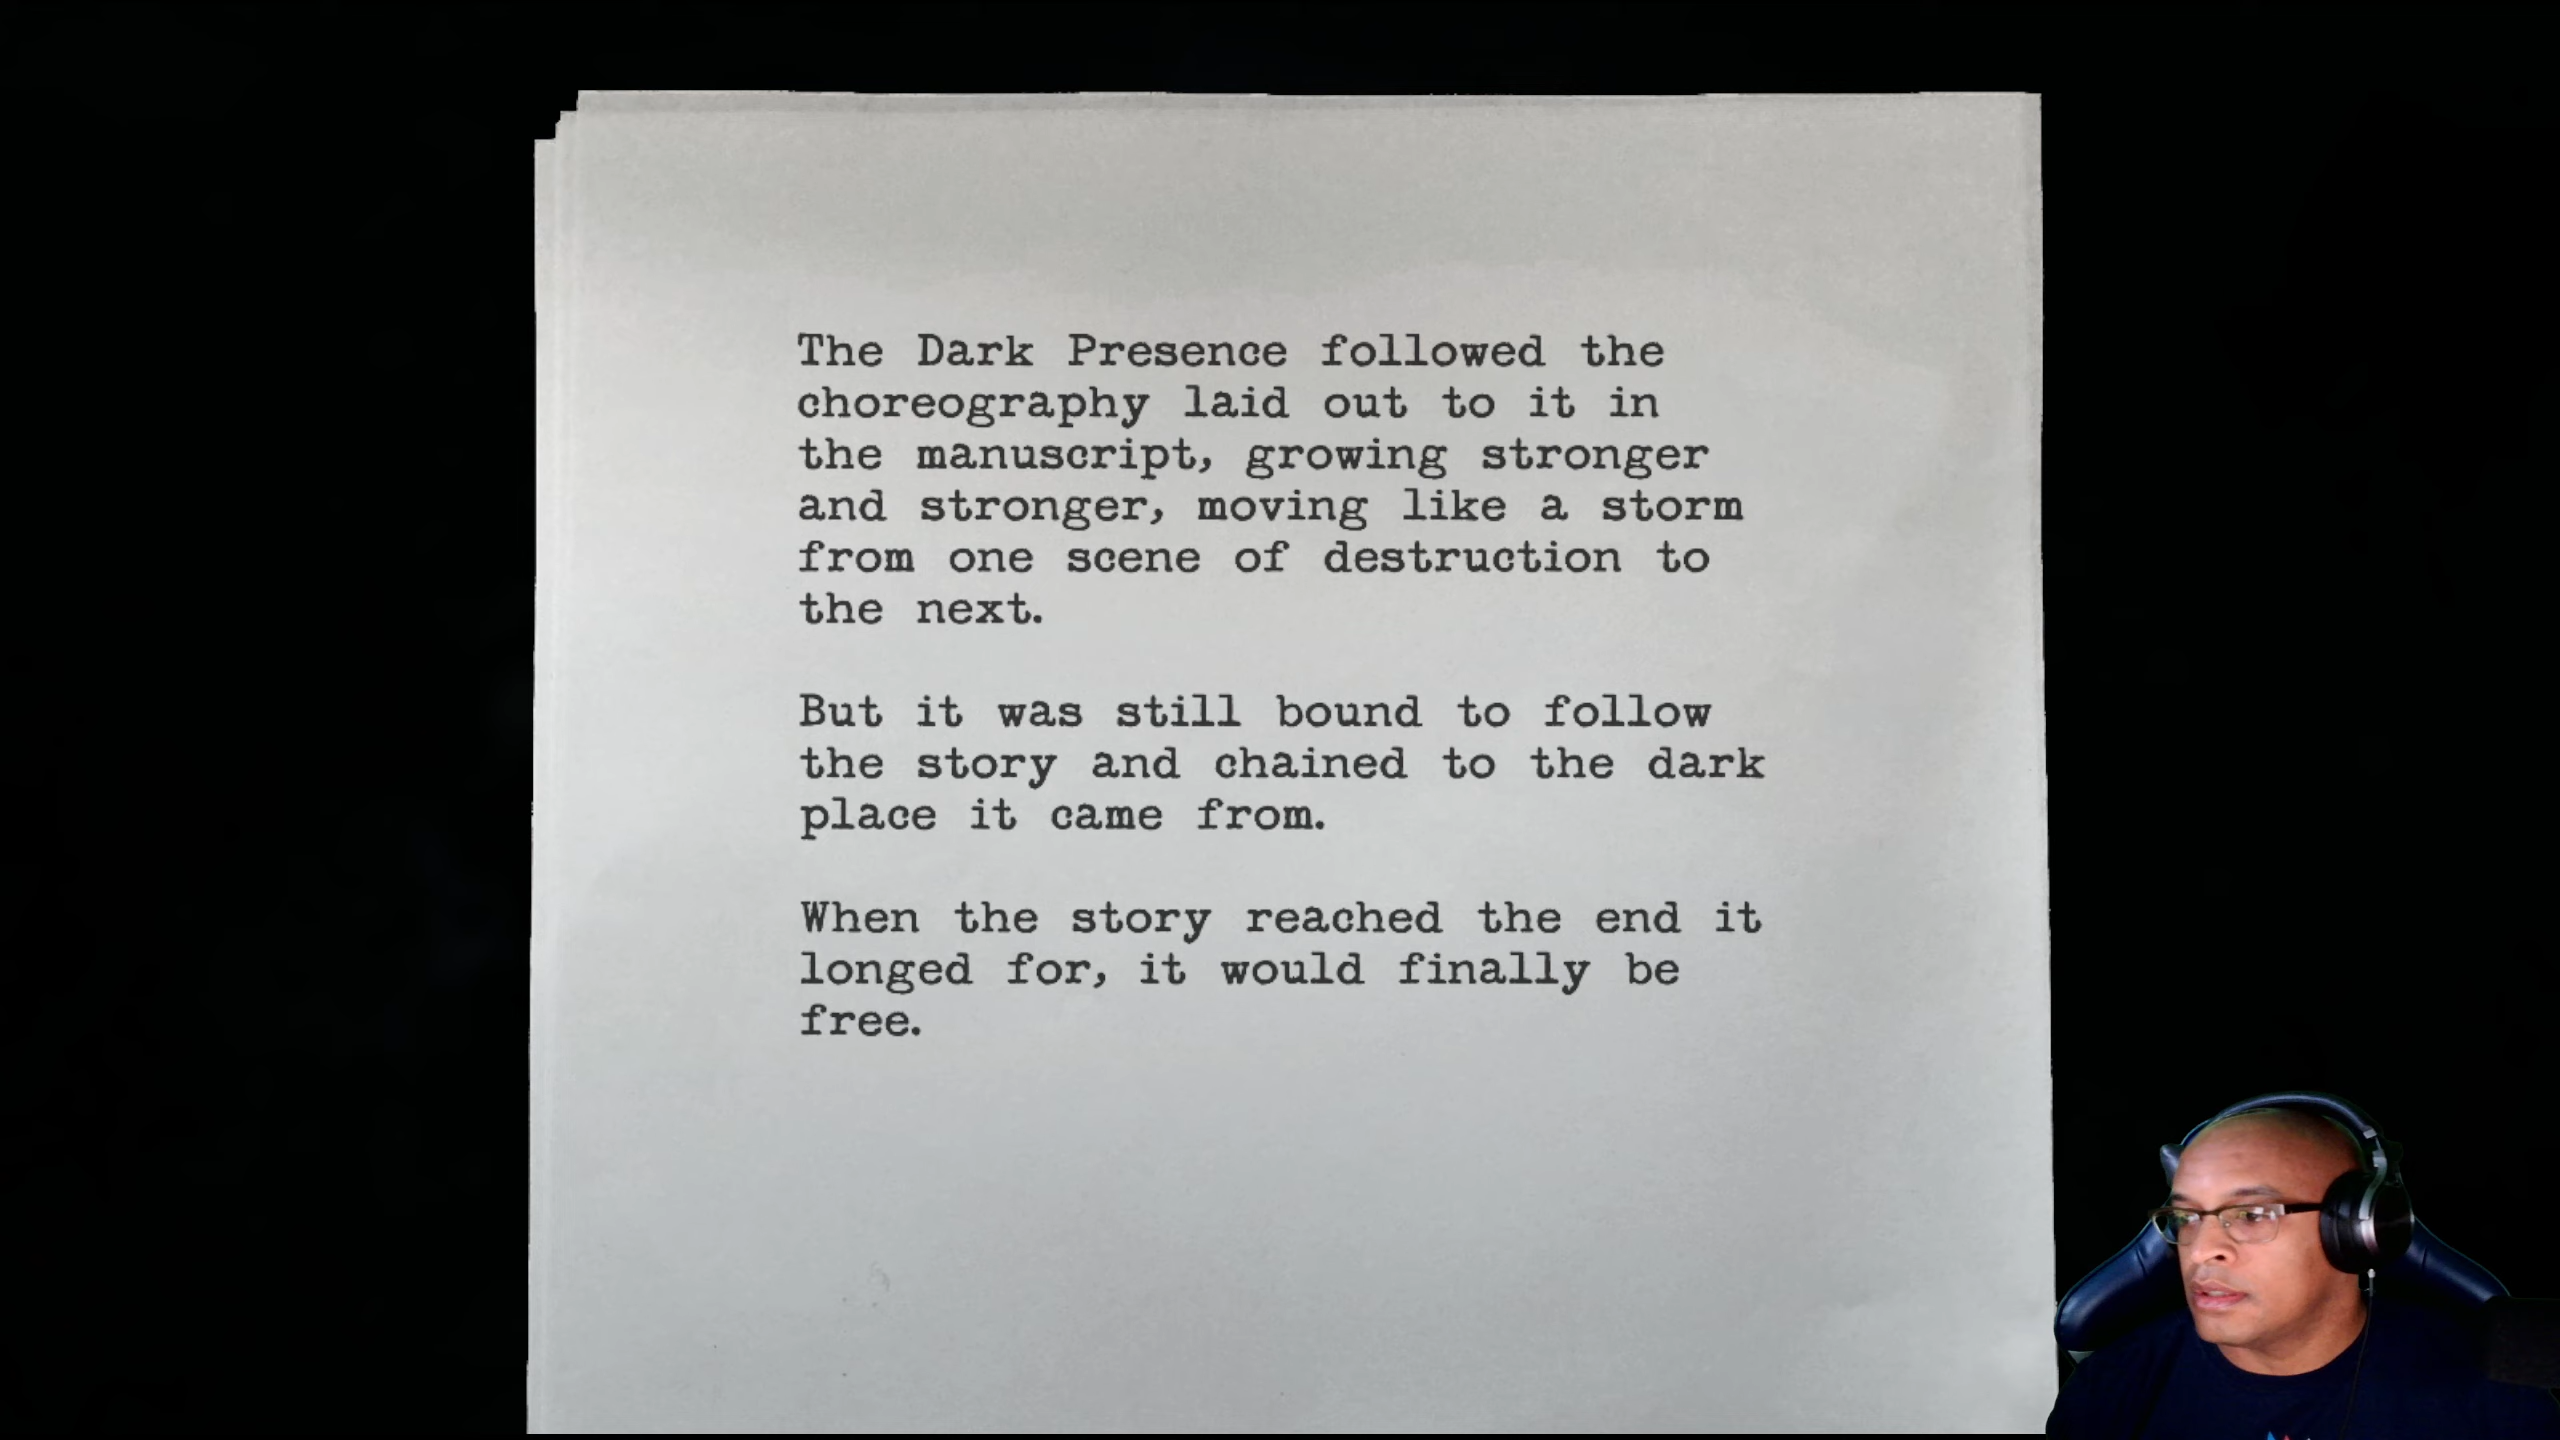 The Dark Presence followed the
choreography laid out to it in
the manuscript, growing stronger
and stronger, moving like a storm
from one scene of destruction to
the next.
But it was still bound to follow
the story and chained to the dark
place it came from.
When the story reached the end it
longed for, it would finally be
free.